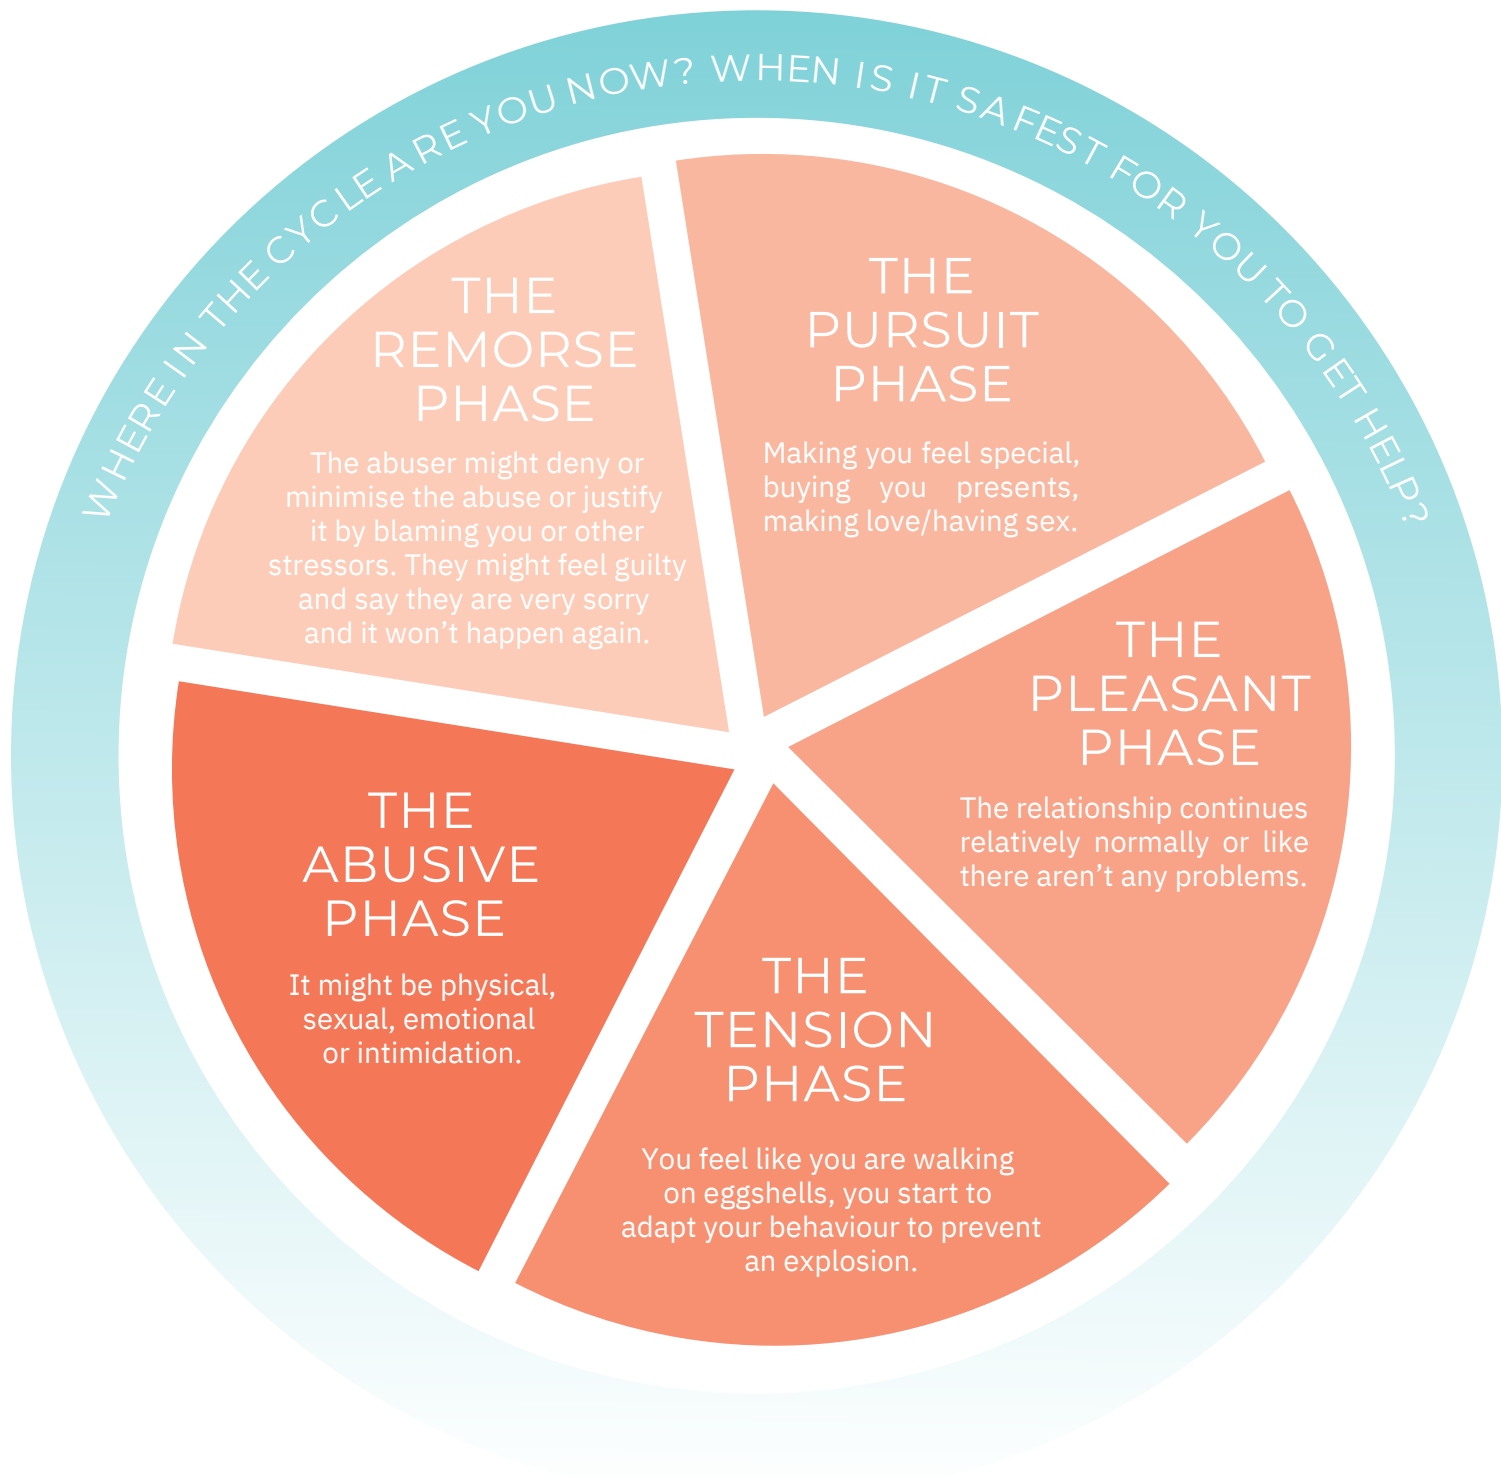 WHERE IN THE CYCLE ARE YOU NOW? WHEN IS IT SAFEST FOR YOU TO GET HELP?
THE
REMORSE
PHASE
The abuser might deny or
minimise the abuse or justify
it by blaming you or other
stressors. They might feel guilty
and say they are very sorry
and it won't happen again.
THE
PURSUIT
PHASE
Making you feel special,
buying you presents,
making love/having sex.
THE
PLEASANT
PHASE
The relationship continues
relatively normally or like
there aren't any problems.
THE
TENSION
PHASE
You feel like you are walking
on eggshells, you start to
adapt your behaviour to prevent
an explosion.
THE
ABUSIVE
PHASE
It might be physical,
sexual, emotional
or intimidation.